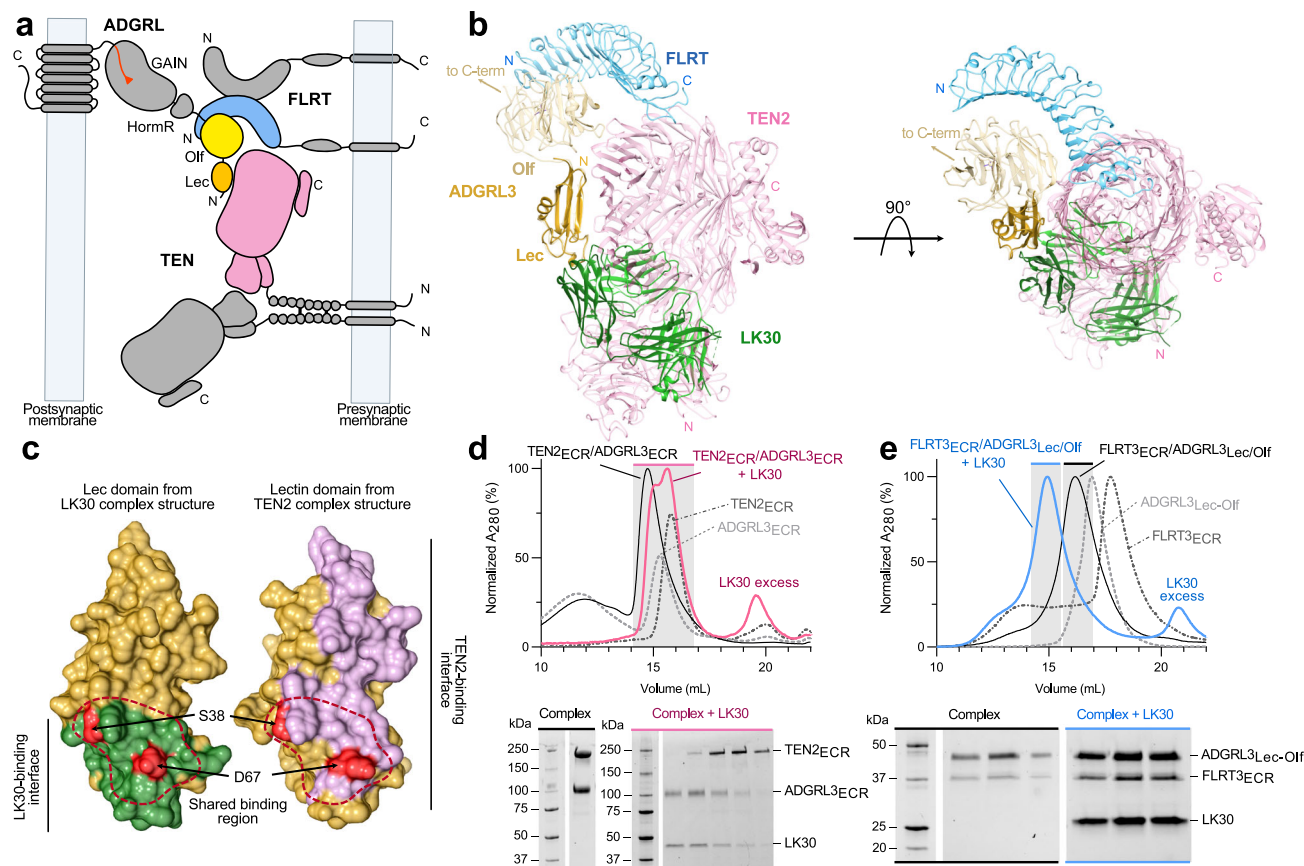 a
ADGRL
C
GAIN
N
C
FLRT
HormR
C
N
Olf
Lec
N
C
TEN
N
N
C
Postsynaptic
membrane
Presynaptic
membrane
b
N
FLRT
to C-term
C
TEN2
Olf
N
ADGRL3
C
Lec
LK30
N
90°
N
to C-term
C
N
c
Lec domain from
LK30 complex structure
Lectin domain from
TEN2 complex structure
S38
D67
Shared binding
region
LK30-binding
interface
TEN2-binding
interface
d
TEN2ECR/ADGRL3ECR
TEN2ECR/ADGRL3ECR
+ LK30
TEN2ECR
ADGRL3ECR
LK30 excess
Normalized A280 (%)
100
50
0
10
15
20
Volume (mL)
kDa
Complex
kDa
Complex + LK30
250
150
100
75
50
37
250
150
100
75
50
37
TEN2ECR
ADGRL3ECR
LK30
e
FLRT3ECR/ADGRL3Lec/Olf
+ LK30
FLRT3ECR/ADGRL3Lec/Olf
ADGRL3Lec-Olf
FLRT3ECR
LK30
excess
Normalized A280 (%)
100
50
0
10
15
20
Volume (mL)
kDa
Complex
Complex + LK30
50
37
25
20
ADGRL3Lec-Olf
FLRT3ECR
LK30